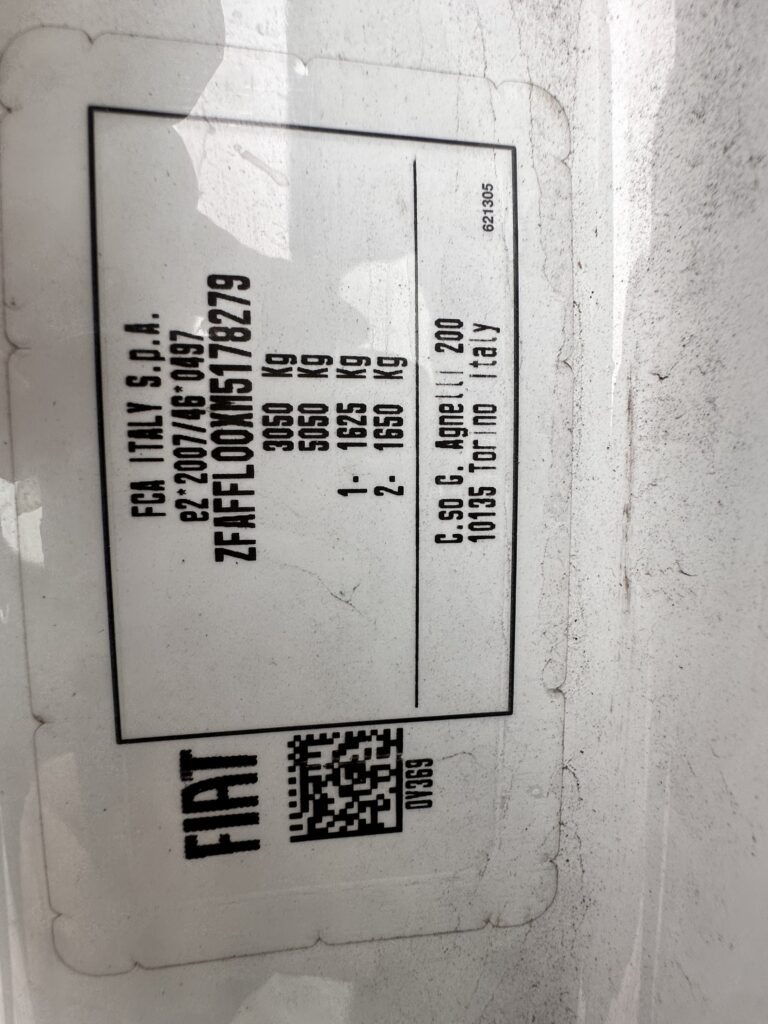 FIAT
0V369
FCA ITALY S.p.A.
e2*2007/46*0497
ZFAFFL00XM5178279
3050 Kg
5050 Kg
1- 1625 Kg
2- 1650 Kg
C.so G. Agnelli 200
10135 Torino Italy
621305